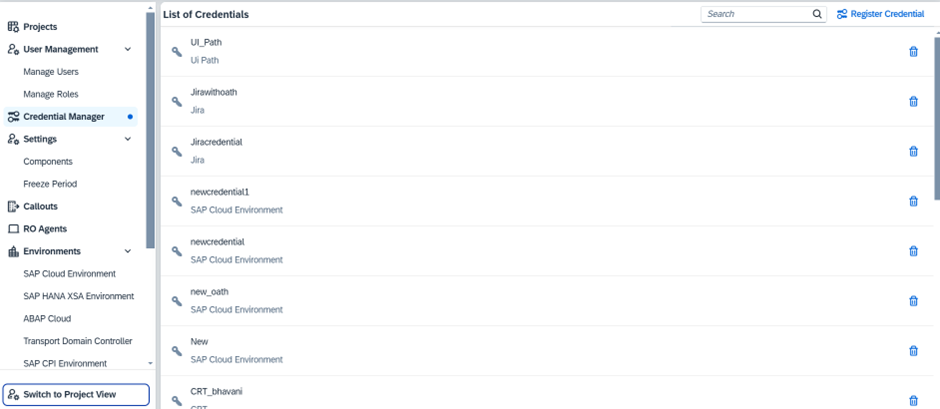 Projects
User Management
Manage Users
Manage Roles
Credential Manager
Settings
Components
Freeze Period
Callouts
RO Agents
Environments
SAP Cloud Environment
SAP HANA XSA Environment
ABAP Cloud
Transport Domain Controller
SAP CPI Environment
Switch to Project View
List of Credentials
Search
Register Credential
UI_Path
Ui Path
Jirawithoath
Jira
Jiracredential
Jira
newcredential1
SAP Cloud Environment
newcredential
SAP Cloud Environment
new_oath
SAP Cloud Environment
New
SAP Cloud Environment
CRT_bhavani
CRT